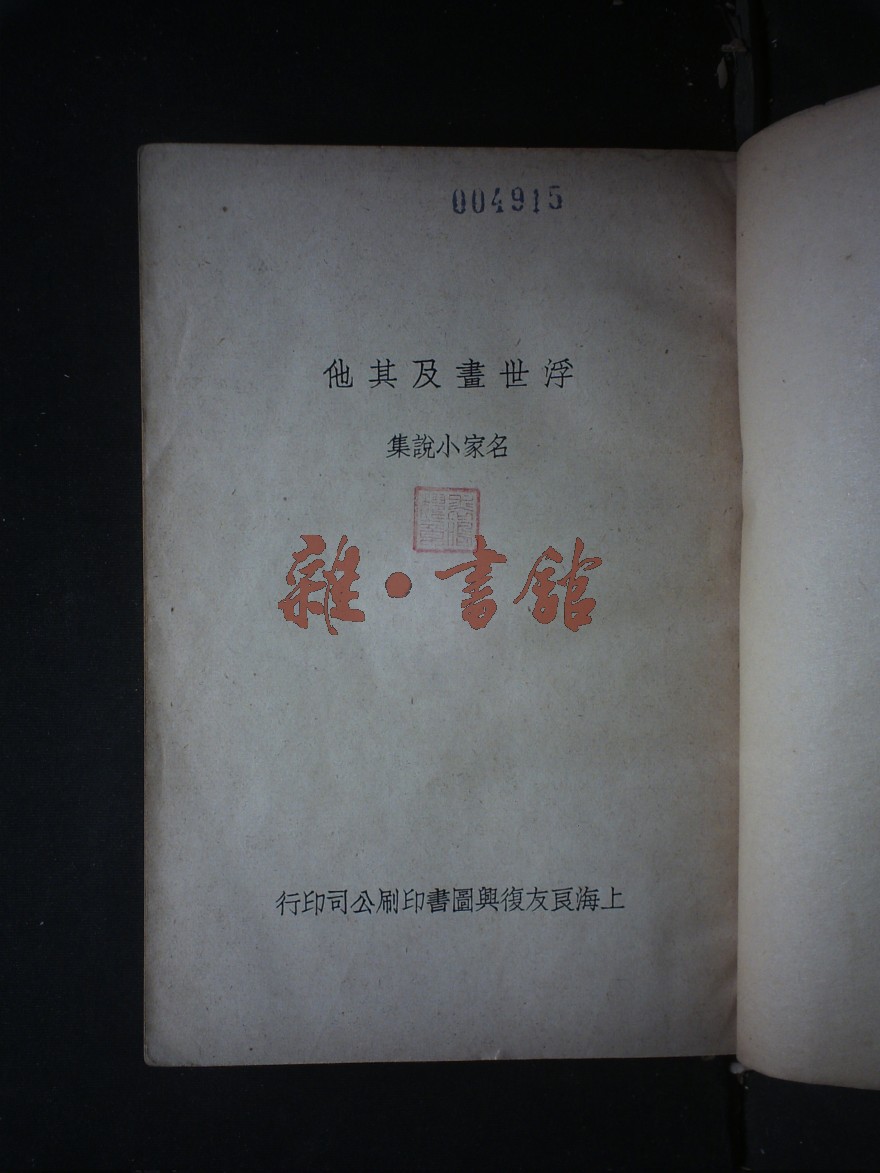 004915
浮世畫及其他
名家小說集
雜·書館
上海良友復興圖書印刷公司印行